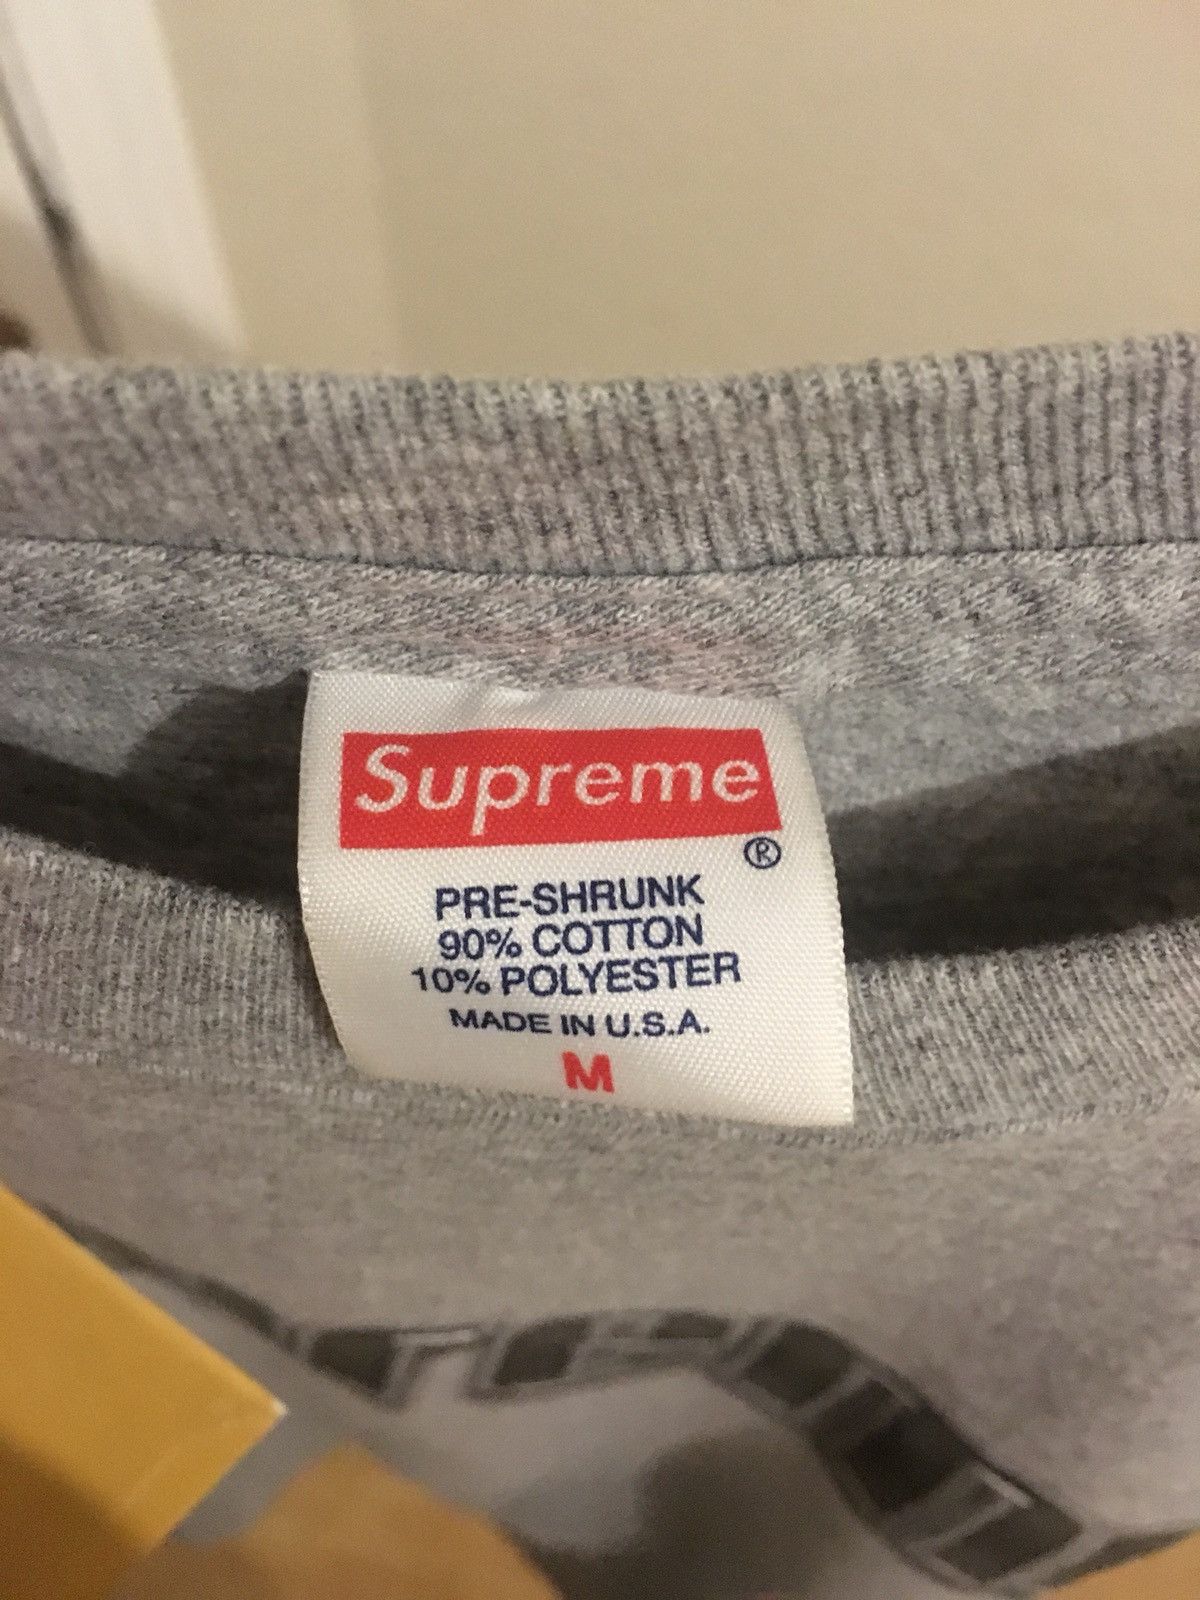 Supreme
®
PRE-SHRUNK
90% COTTON
10% POLYESTER
MADE IN U.S.A.
M